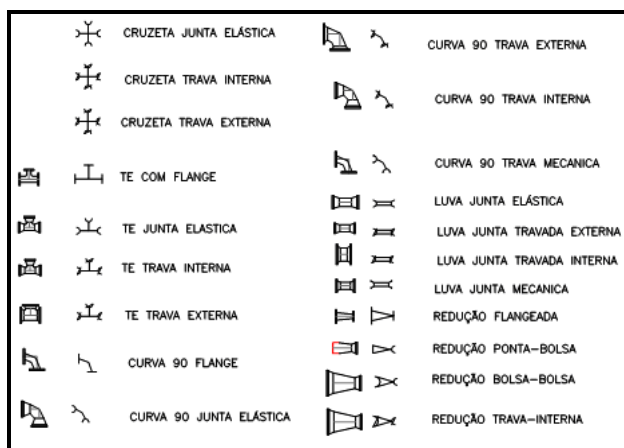 CRUZETA JUNTA ELÁSTICA
CRUZETA TRAVA INTERNA
CRUZETA TRAVA EXTERNA
TE COM FLANGE
TE JUNTA ELASTICA
TE TRAVA INTERNA
TE TRAVA EXTERNA
CURVA 90 FLANGE
CURVA 90 JUNTA ELÁSTICA
CURVA 90 TRAVA EXTERNA
CURVA 90 TRAVA INTERNA
CURVA 90 TRAVA MECANICA
LUVA JUNTA ELÁSTICA
LUVA JUNTA TRAVADA EXTERNA
LUVA JUNTA TRAVADA INTERNA
LUVA JUNTA MECANICA
REDUÇÃO FLANGEADA
REDUÇÃO PONTA-BOLSA
REDUÇÃO BOLSA-BOLSA
REDUÇÃO TRAVA-INTERNA